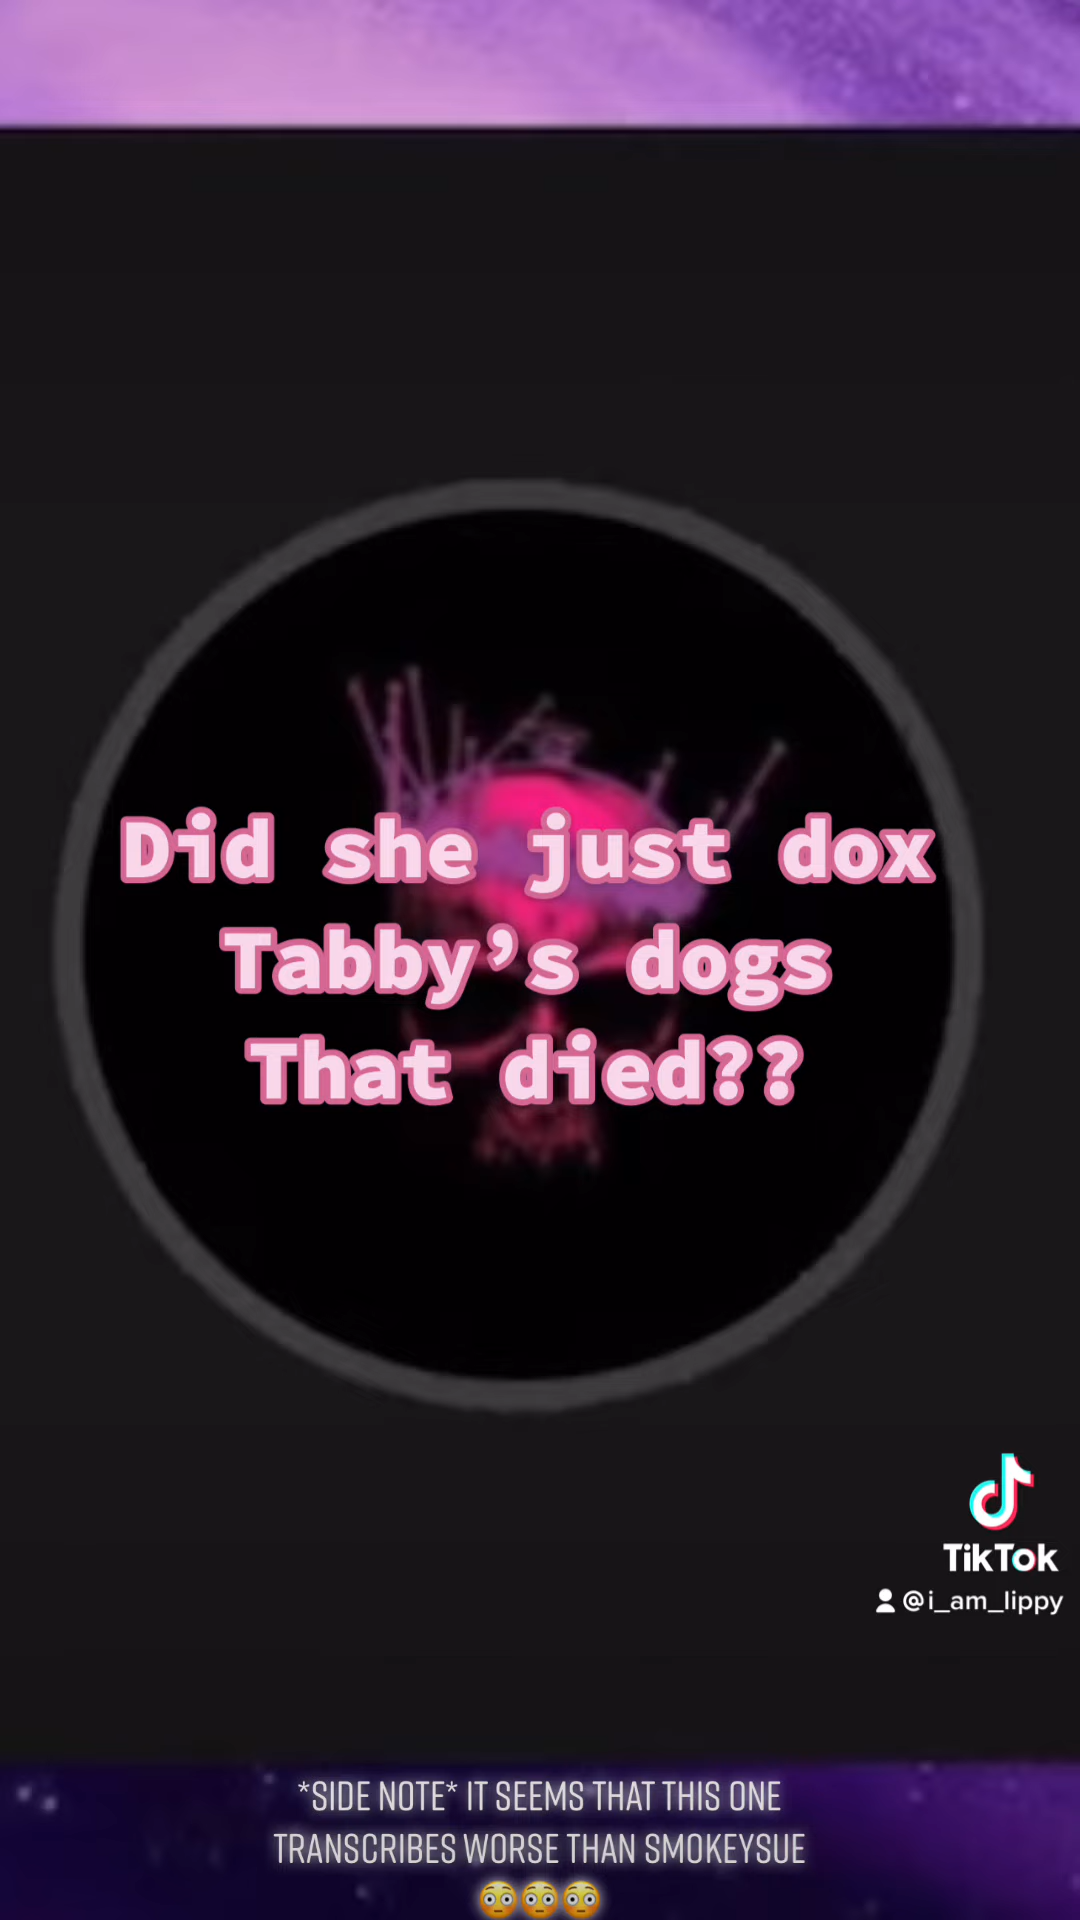 Did she just dox
Tabby’s dogs
That died??
TikTok
@i_am_lippy
*SIDE NOTE* IT SEEMS THAT THIS ONE
TRANSCRIBES WORSE THAN SMOKEYSUE
😳😳😳